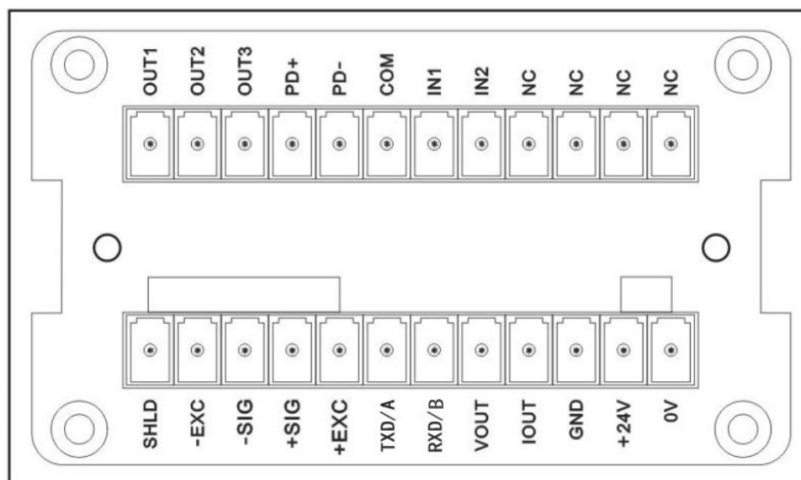 OUT1 OUT2 OUT3 PD+ PD- COM IN1 IN2 NC NC NC NC
SHLD -EXC -SIG +SIG +EXC TXD/A RXD/B VOUT IOUT GND +24V 0V